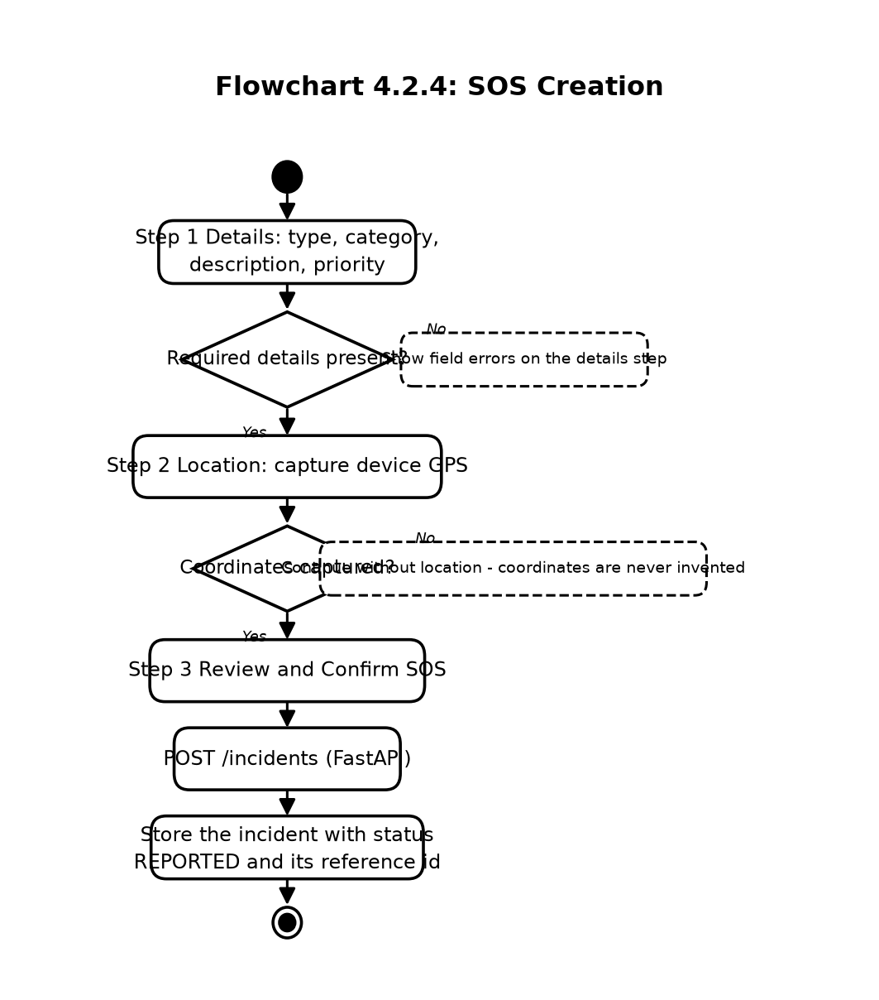 Flowchart 4.2.4: SOS Creation
Step 1 Details: type, category,
description, priority
Required details present?
No
Show field errors on the details step
Yes
Step 2 Location: capture device GPS
Coordinates captured?
No
Continue without location - coordinates are never invented
Yes
Step 3 Review and Confirm SOS
POST /incidents (FastAPI)
Store the incident with status
REPORTED and its reference id